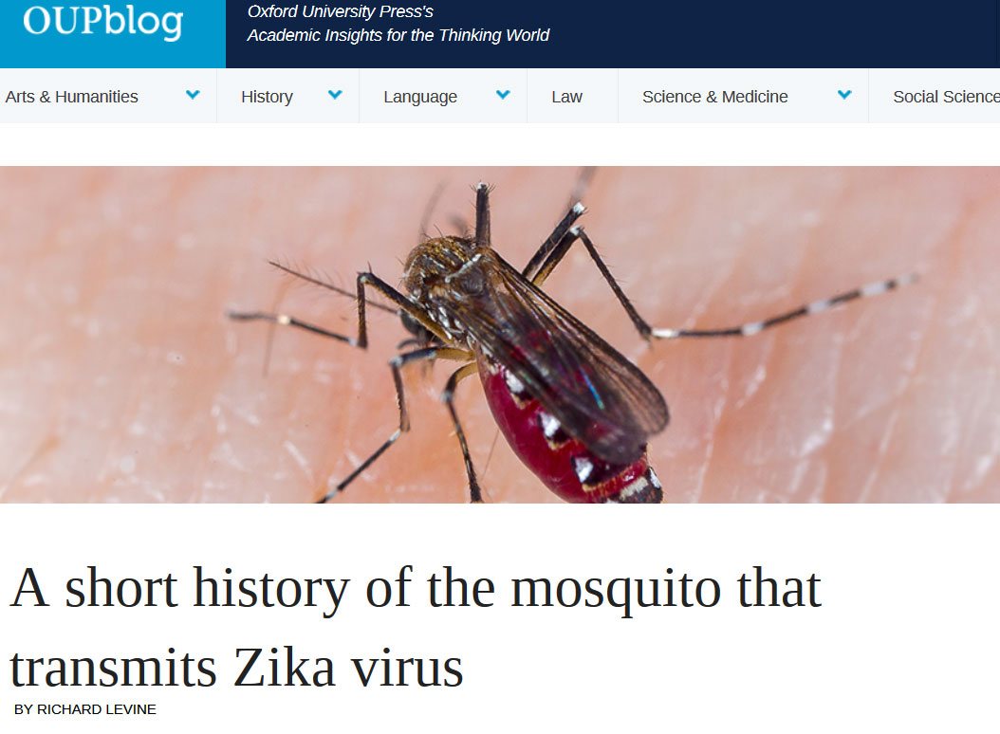 OUPblog
Oxford University Press's
Academic Insights for the Thinking World
Arts & Humanities
History
Language
Law
Science & Medicine
Social Science
A short history of the mosquito that
transmits Zika virus
BY RICHARD LEVINE